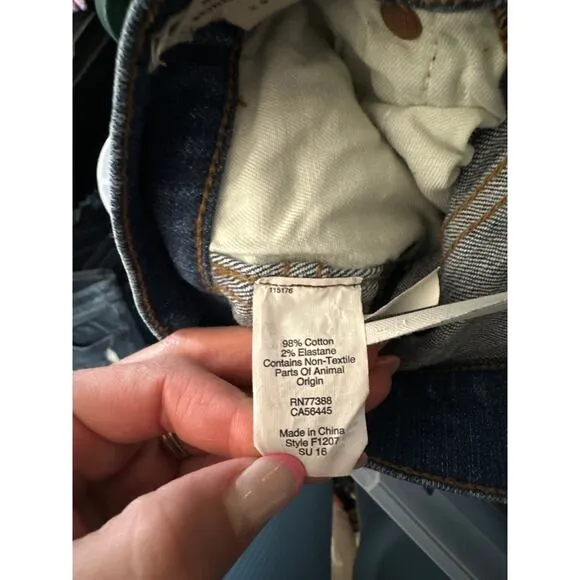 115176
98% Cotton
2% Elastane
Contains Non-Textile
Parts Of Animal
Origin
RN77388
CA56445
Made in China
Style F1207
SU 16